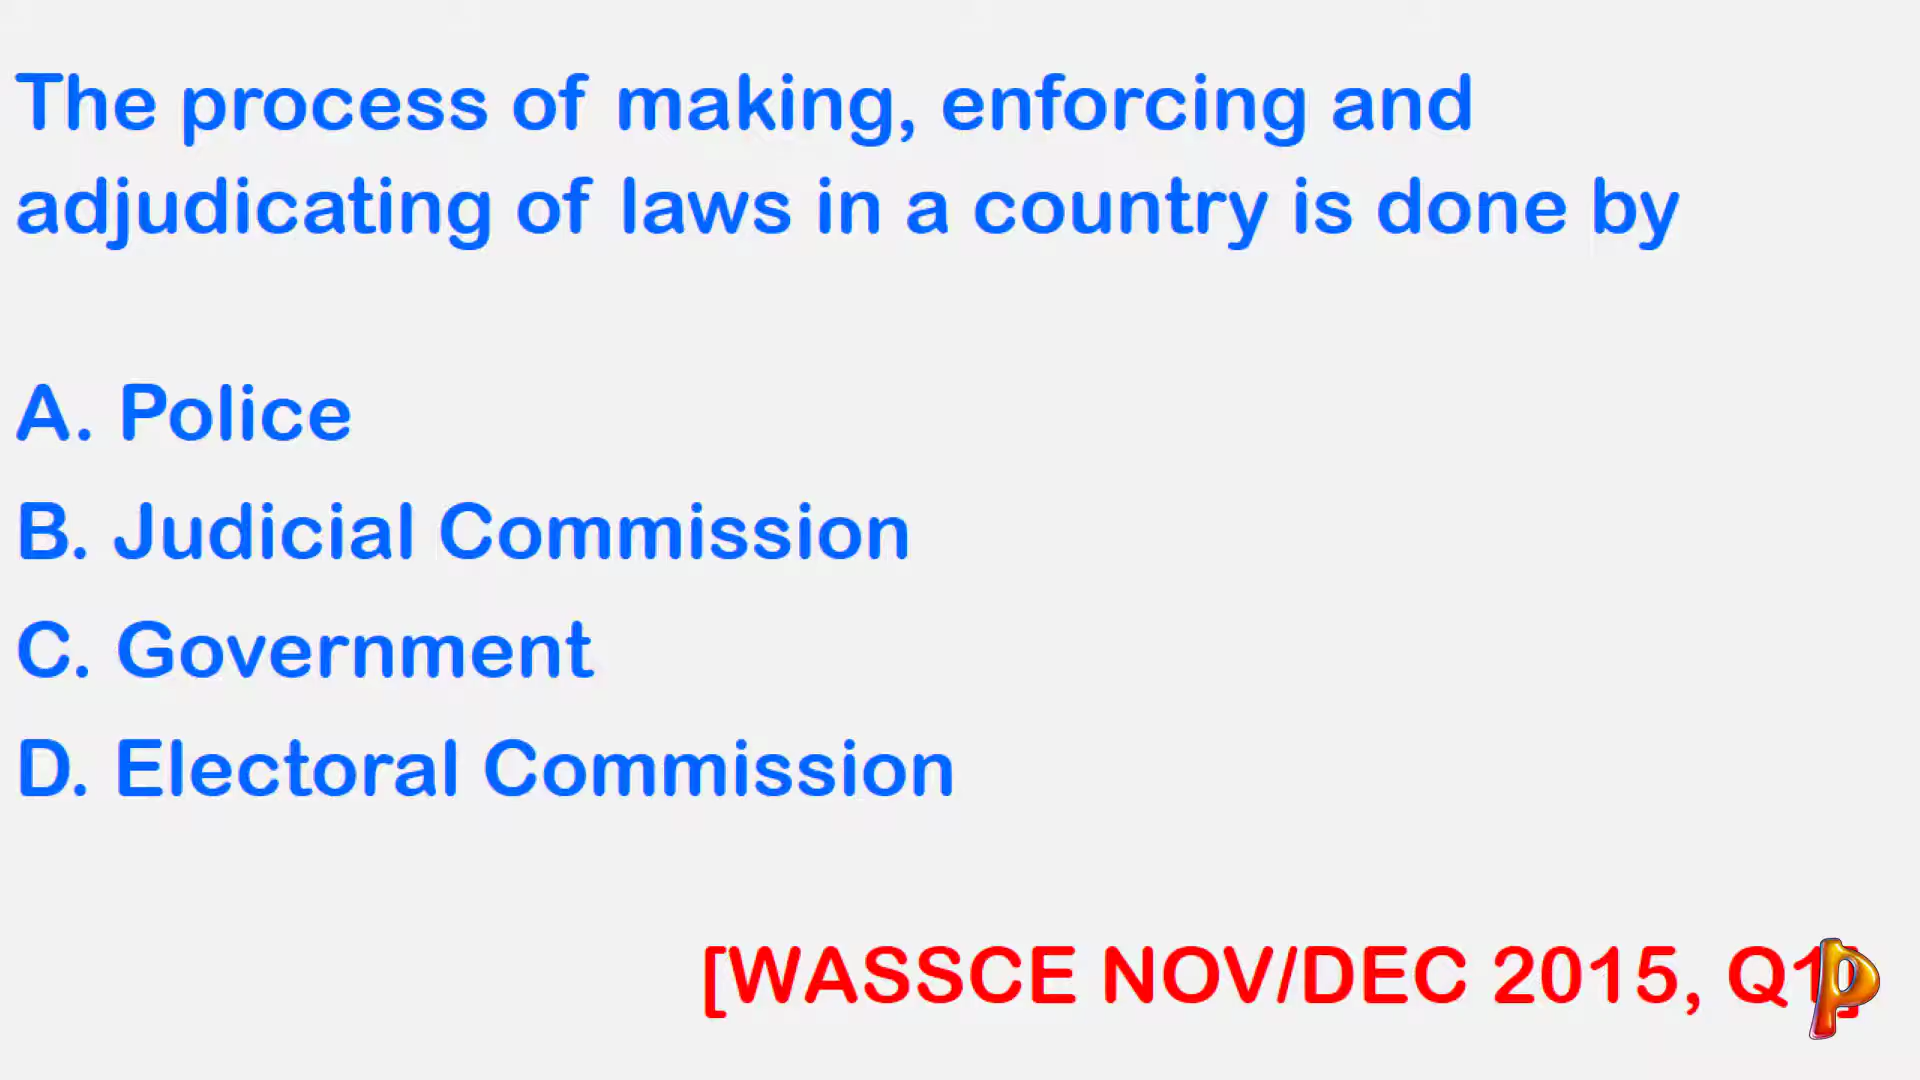 The process of making, enforcing and
adjudicating of laws in a country is done by
A. Police
B. Judicial Commission
C. Government
D. Electoral Commission
[WASSCE NOV/DEC 2015, Q1]